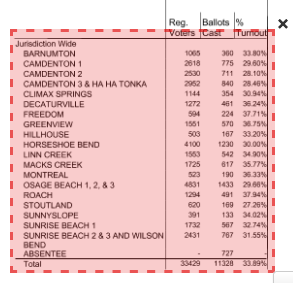 Reg. Ballots %
Voters Cast Turnout
Jurisdiction Wide
BARNUMTON 1065 360 33.80%
CAMDENTON 1 2618 775 29.60%
CAMDENTON 2 2530 711 28.10%
CAMDENTON 3 & HA HA TONKA 2952 840 28.46%
CLIMAX SPRINGS 1144 354 30.94%
DECATURVILLE 1272 461 36.24%
FREEDOM 594 224 37.71%
GREENVIEW 1551 570 36.75%
HILLHOUSE 503 167 33.20%
HORSESHOE BEND 4100 1230 30.00%
LINN CREEK 1553 542 34.90%
MACKS CREEK 1725 617 35.77%
MONTREAL 523 190 36.33%
OSAGE BEACH 1, 2, & 3 4831 1433 29.66%
ROACH 1294 491 37.94%
STOUTLAND 620 169 27.26%
SUNNYSLOPE 391 133 34.02%
SUNRISE BEACH 1 1732 567 32.74%
SUNRISE BEACH 2 & 3 AND WILSON 2431 767 31.55%
BEND
ABSENTEE - 727 -
Total 33429 11328 33.89%